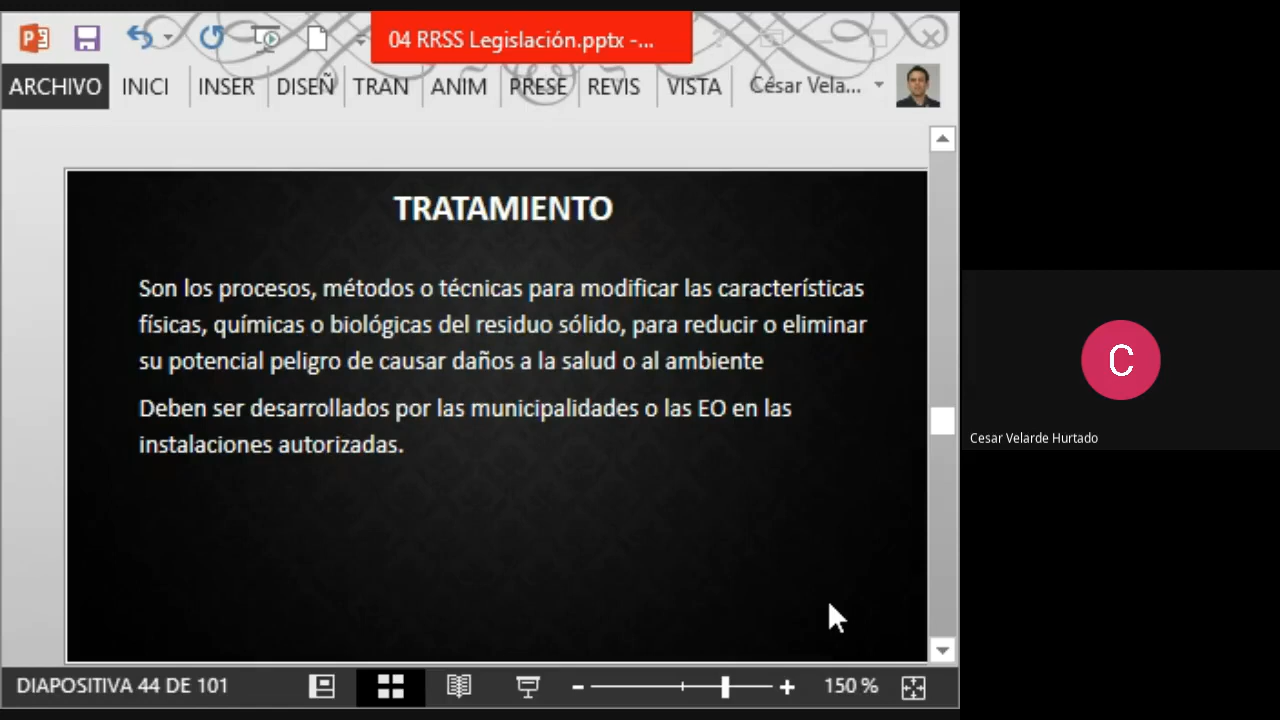 04 RRSS Legislación.pptx -...
ARCHIVO INICI INSER DISEÑ TRAN ANIM PRESE REVIS VISTA César Vela...
TRATAMIENTO
Son los procesos, métodos o técnicas para modificar las características
físicas, químicas o biológicas del residuo sólido, para reducir o eliminar
su potencial peligro de causar daños a la salud o al ambiente
Deben ser desarrollados por las municipalidades o las EO en las
instalaciones autorizadas.
DIAPOSITIVA 44 DE 101
150 %
C
Cesar Velarde Hurtado